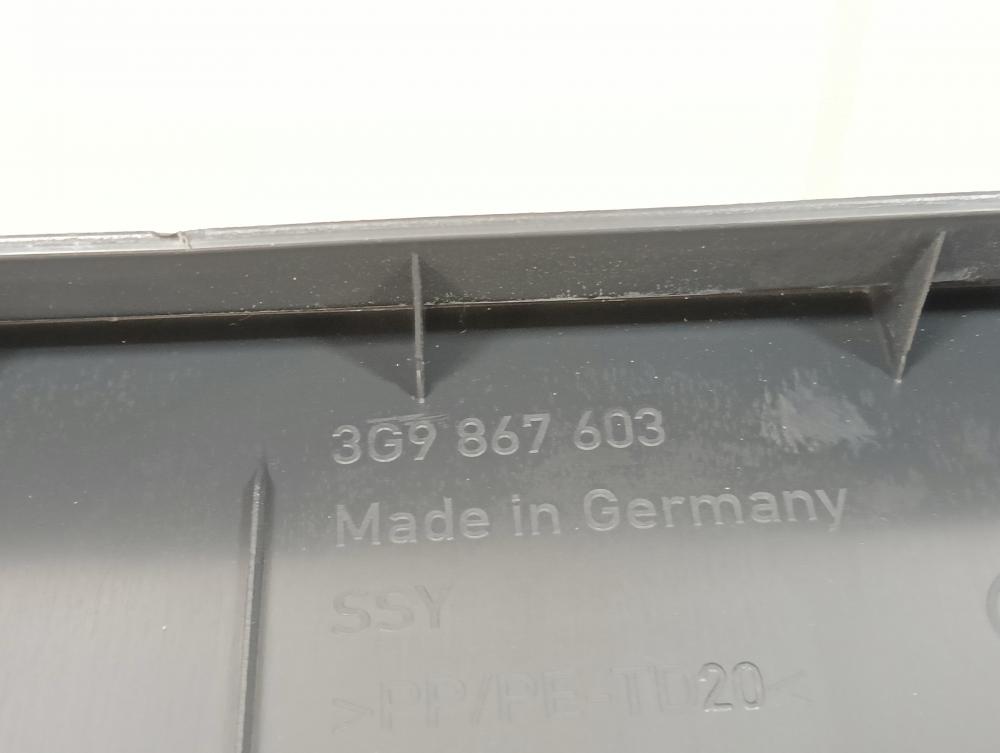 3G9 867 603
Made in Germany
SSY
>PP/PE-TD20<